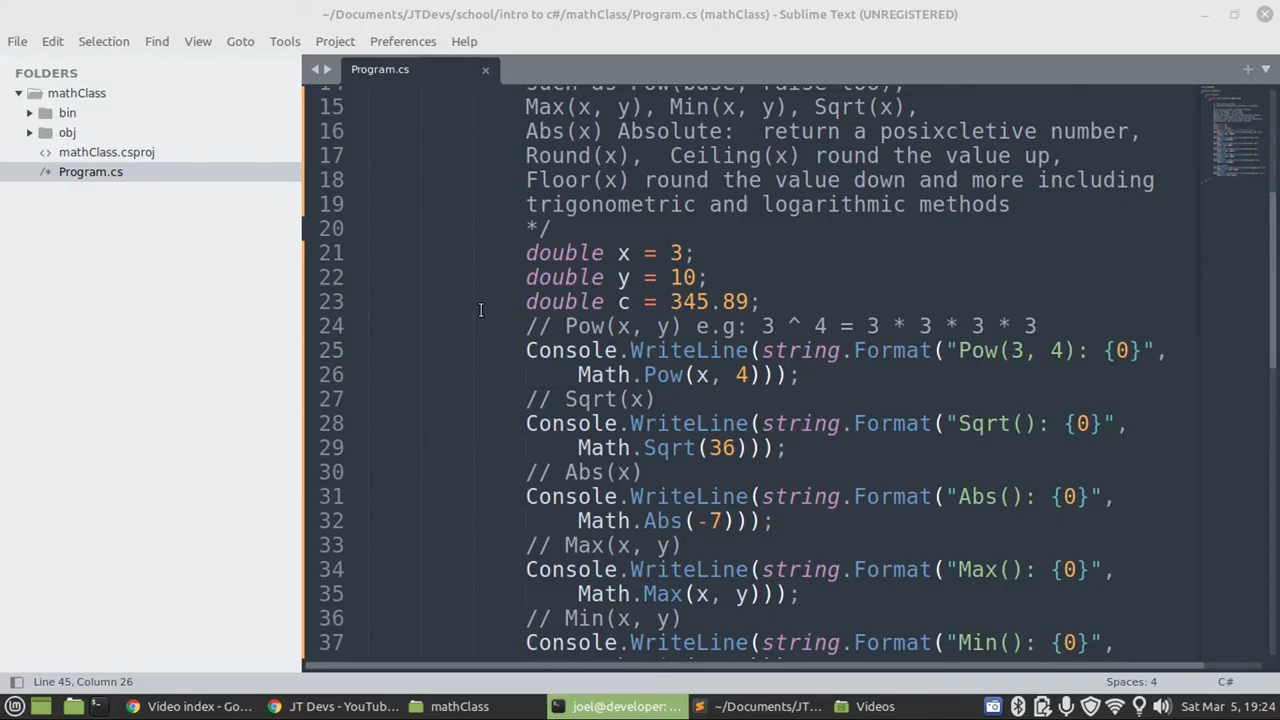 ~/Documents/JTDevs/school/intro to c#/mathClass/Program.cs (mathClass) - Sublime Text (UNREGISTERED)
File Edit Selection Find View Goto Tools Project Preferences Help
FOLDERS
mathClass
bin
obj
<> mathClass.csproj
/* Program.cs
Program.cs
14 Such as Pow(base, raise too),
15 Max(x, y), Min(x, y), Sqrt(x),
16 Abs(x) Absolute:  return a posixcletive number,
17 Round(x),  Ceiling(x) round the value up,
18 Floor(x) round the value down and more including
19 trigonometric and logarithmic methods
20 */
21 double x = 3;
22 double y = 10;
23 double c = 345.89;
24 // Pow(x, y) e.g: 3 ^ 4 = 3 * 3 * 3 * 3
25 Console.WriteLine(string.Format("Pow(3, 4): {0}",
26 Math.Pow(x, 4)));
27 // Sqrt(x)
28 Console.WriteLine(string.Format("Sqrt(): {0}",
29 Math.Sqrt(36)));
30 // Abs(x)
31 Console.WriteLine(string.Format("Abs(): {0}",
32 Math.Abs(-7)));
33 // Max(x, y)
34 Console.WriteLine(string.Format("Max(): {0}",
35 Math.Max(x, y)));
36 // Min(x, y)
37 Console.WriteLine(string.Format("Min(): {0}",
Line 45, Column 26
Spaces: 4
C#
Video index - Go...
JT Devs - YouTub...
mathClass
joel@developer: ...
~/Documents/JT...
Videos
Sat Mar 5, 19:24